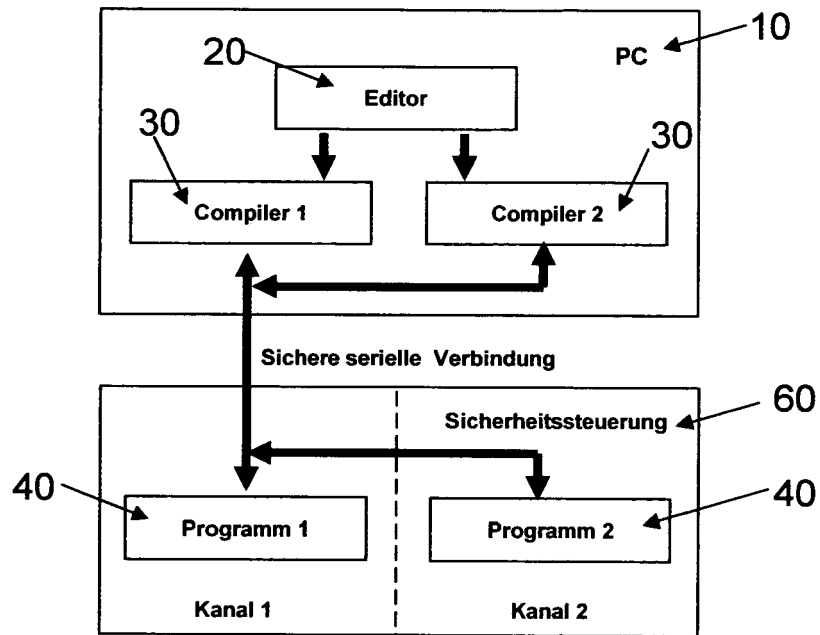 10
PC
20
Editor
30
30
Compiler 1
Compiler 2
Sichere serielle Verbindung
60
Sicherheitssteuerung
40
40
Programm 1
Programm 2
Kanal 1
Kanal 2